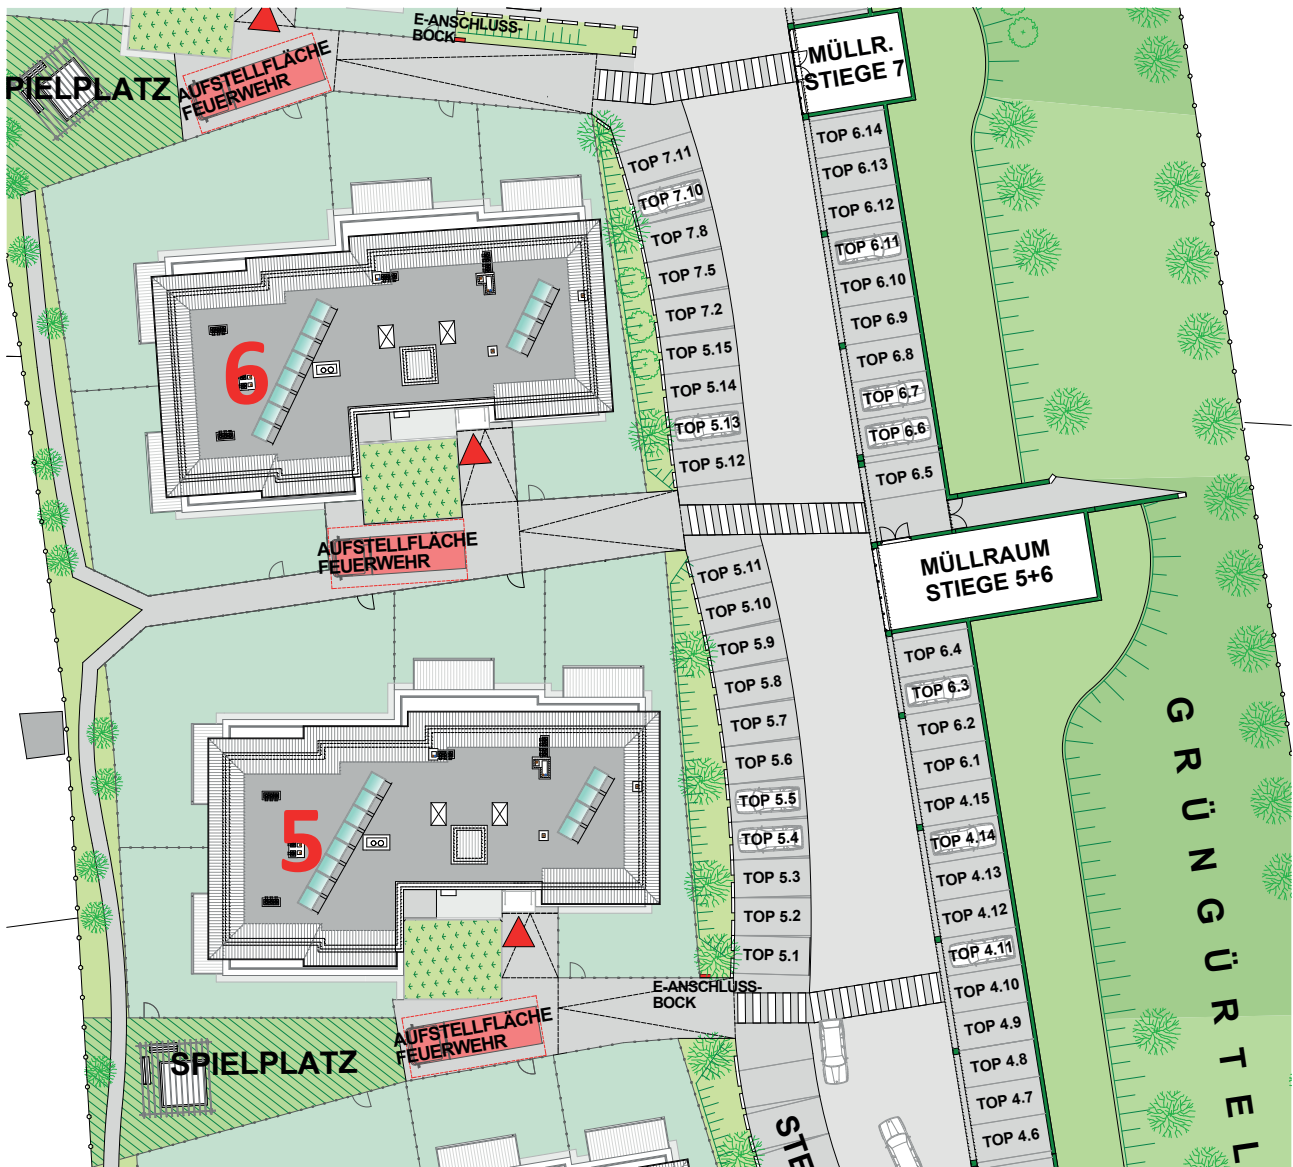 E-ANSCHLUSS-
BOCK
MÜLLR.
STIEGE 7
PIELPLATZ
AUFSTELLFLÄCHE
FEUERWEHR
TOP 7.11
TOP 7.10
TOP 7.8
TOP 7.5
TOP 7.2
TOP 5.15
TOP 5.14
TOP 5.13
TOP 5.12
TOP 6.14
TOP 6.13
TOP 6.12
TOP 6.11
TOP 6.10
TOP 6.9
TOP 6.8
TOP 6.7
TOP 6.6
TOP 6.5
6
AUFSTELLFLÄCHE
FEUERWEHR
MÜLLRAUM
STIEGE 5+6
TOP 5.11
TOP 5.10
TOP 5.9
TOP 5.8
TOP 5.7
TOP 5.6
TOP 5.5
TOP 5.4
TOP 5.3
TOP 5.2
TOP 5.1
TOP 6.4
TOP 6.3
TOP 6.2
TOP 6.1
TOP 4.15
TOP 4.14
TOP 4.13
TOP 4.12
TOP 4.11
TOP 4.10
TOP 4.9
TOP 4.8
TOP 4.7
TOP 4.6
5
E-ANSCHLUSS-
BOCK
AUFSTELLFLÄCHE
FEUERWEHR
SPIELPLATZ
GRÜNGÜRTEL
STE